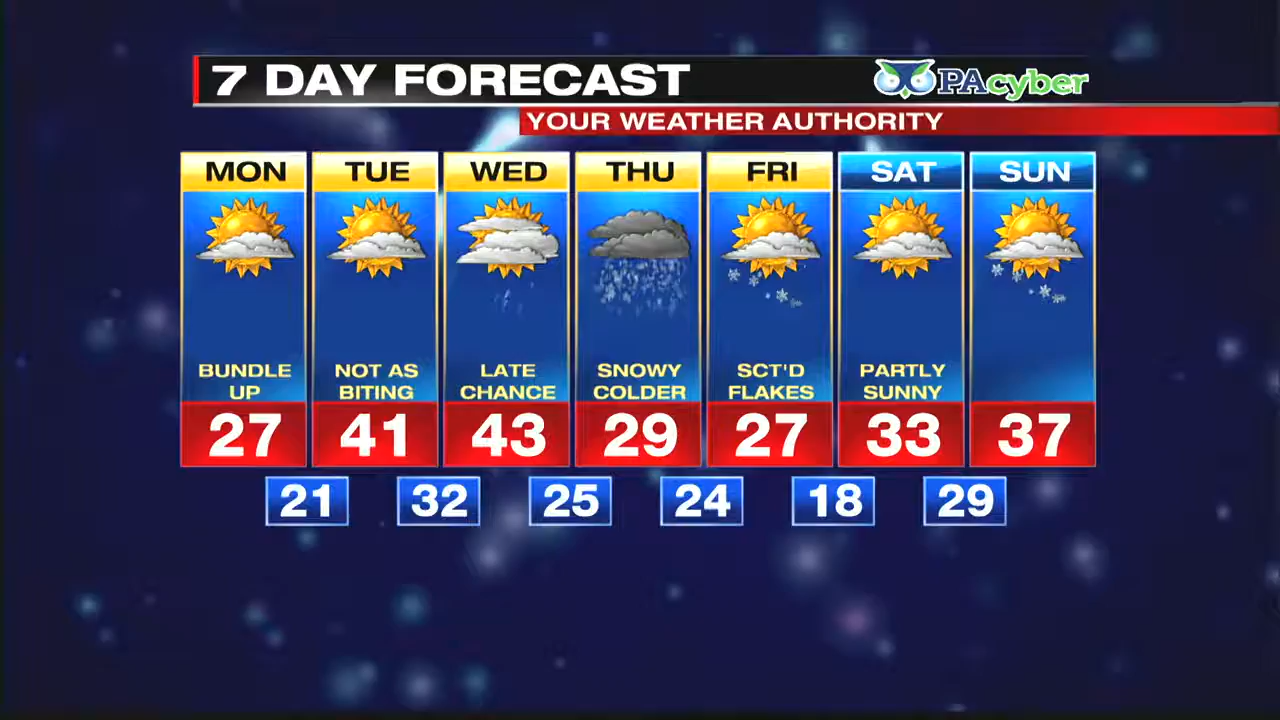 7 DAY FORECAST
PAcyber
YOUR WEATHER AUTHORITY
MON TUE WED THU FRI SAT SUN
BUNDLE UP
NOT AS BITING
LATE CHANCE
SNOWY COLDER
SCT'D FLAKES
PARTLY SUNNY
27 41 43 29 27 33 37
21 32 25 24 18 29